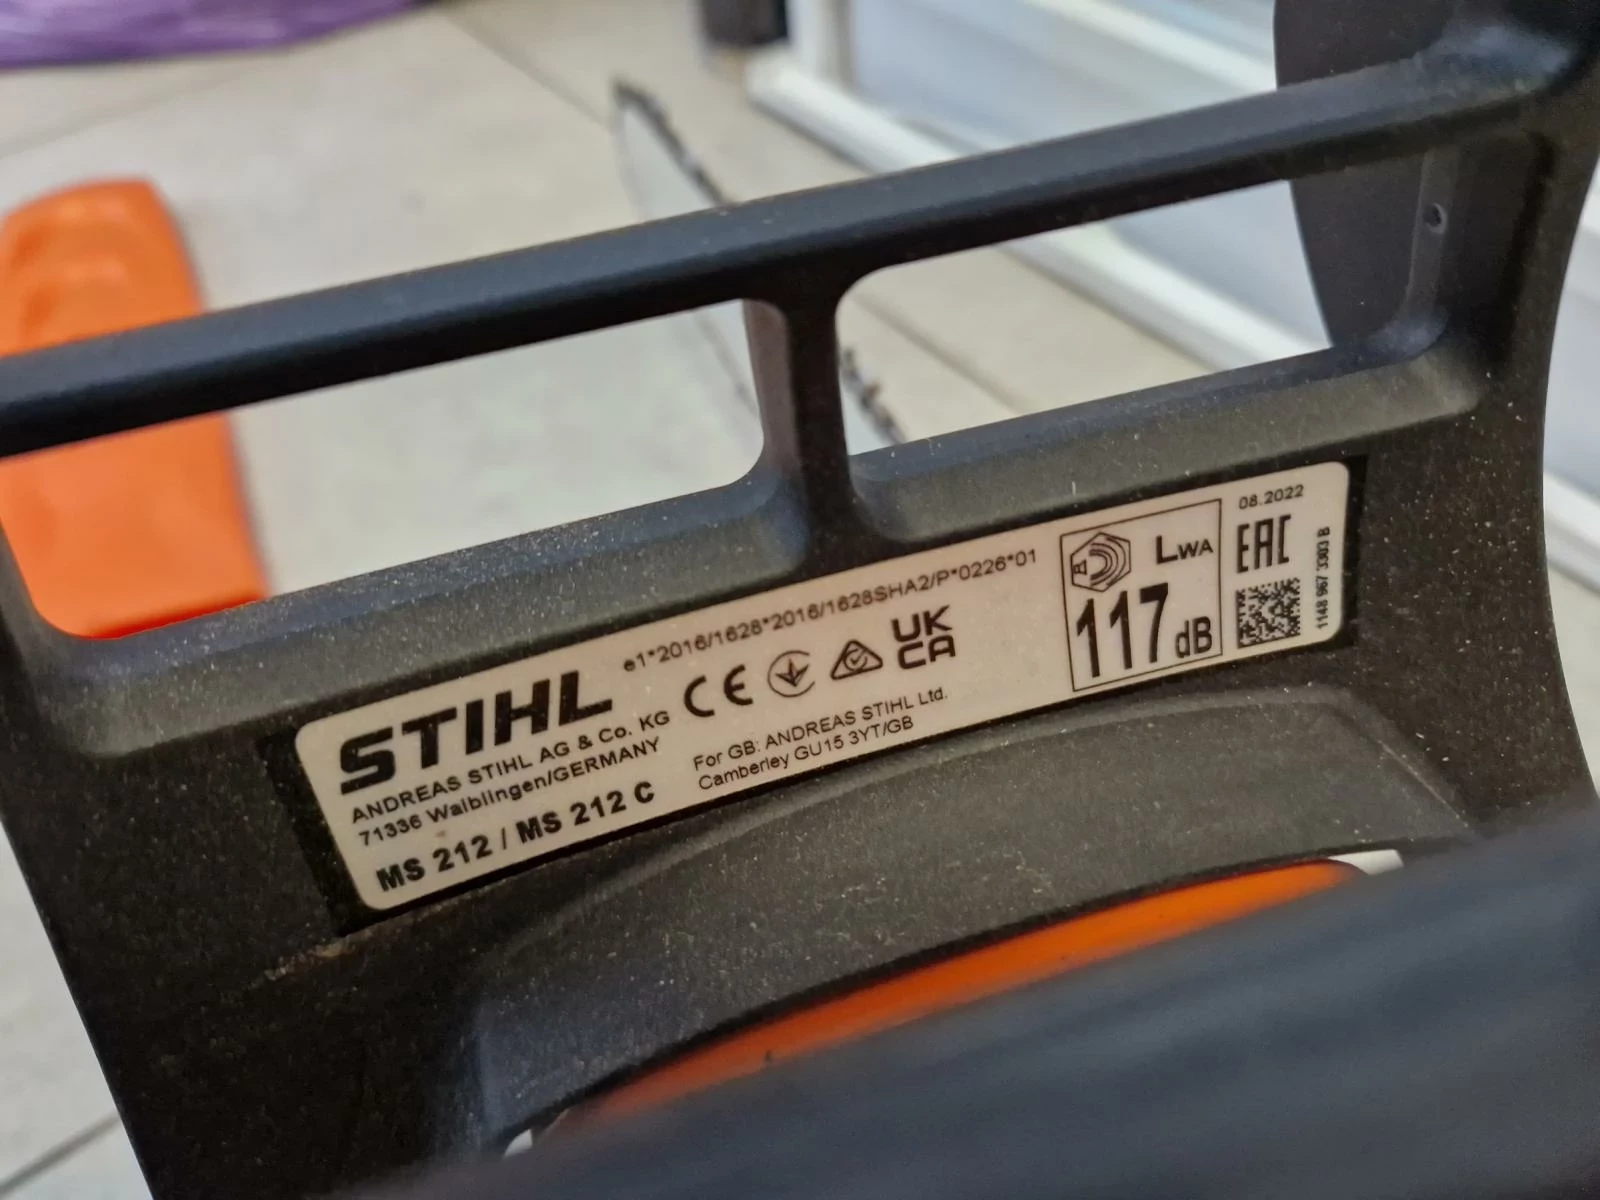 STIHL
e1*2016/1628*2016/1628SHA2/P*0226*01
ANDREAS STIHL AG & Co. KG
71336 Waiblingen/GERMANY
MS 212 / MS 212 C
CE
UK
CA
For GB: ANDREAS STIHL Ltd.
Camberley GU15 3YT/GB
LWA
117 dB
08.2022
EAC
1148 967 3303 B